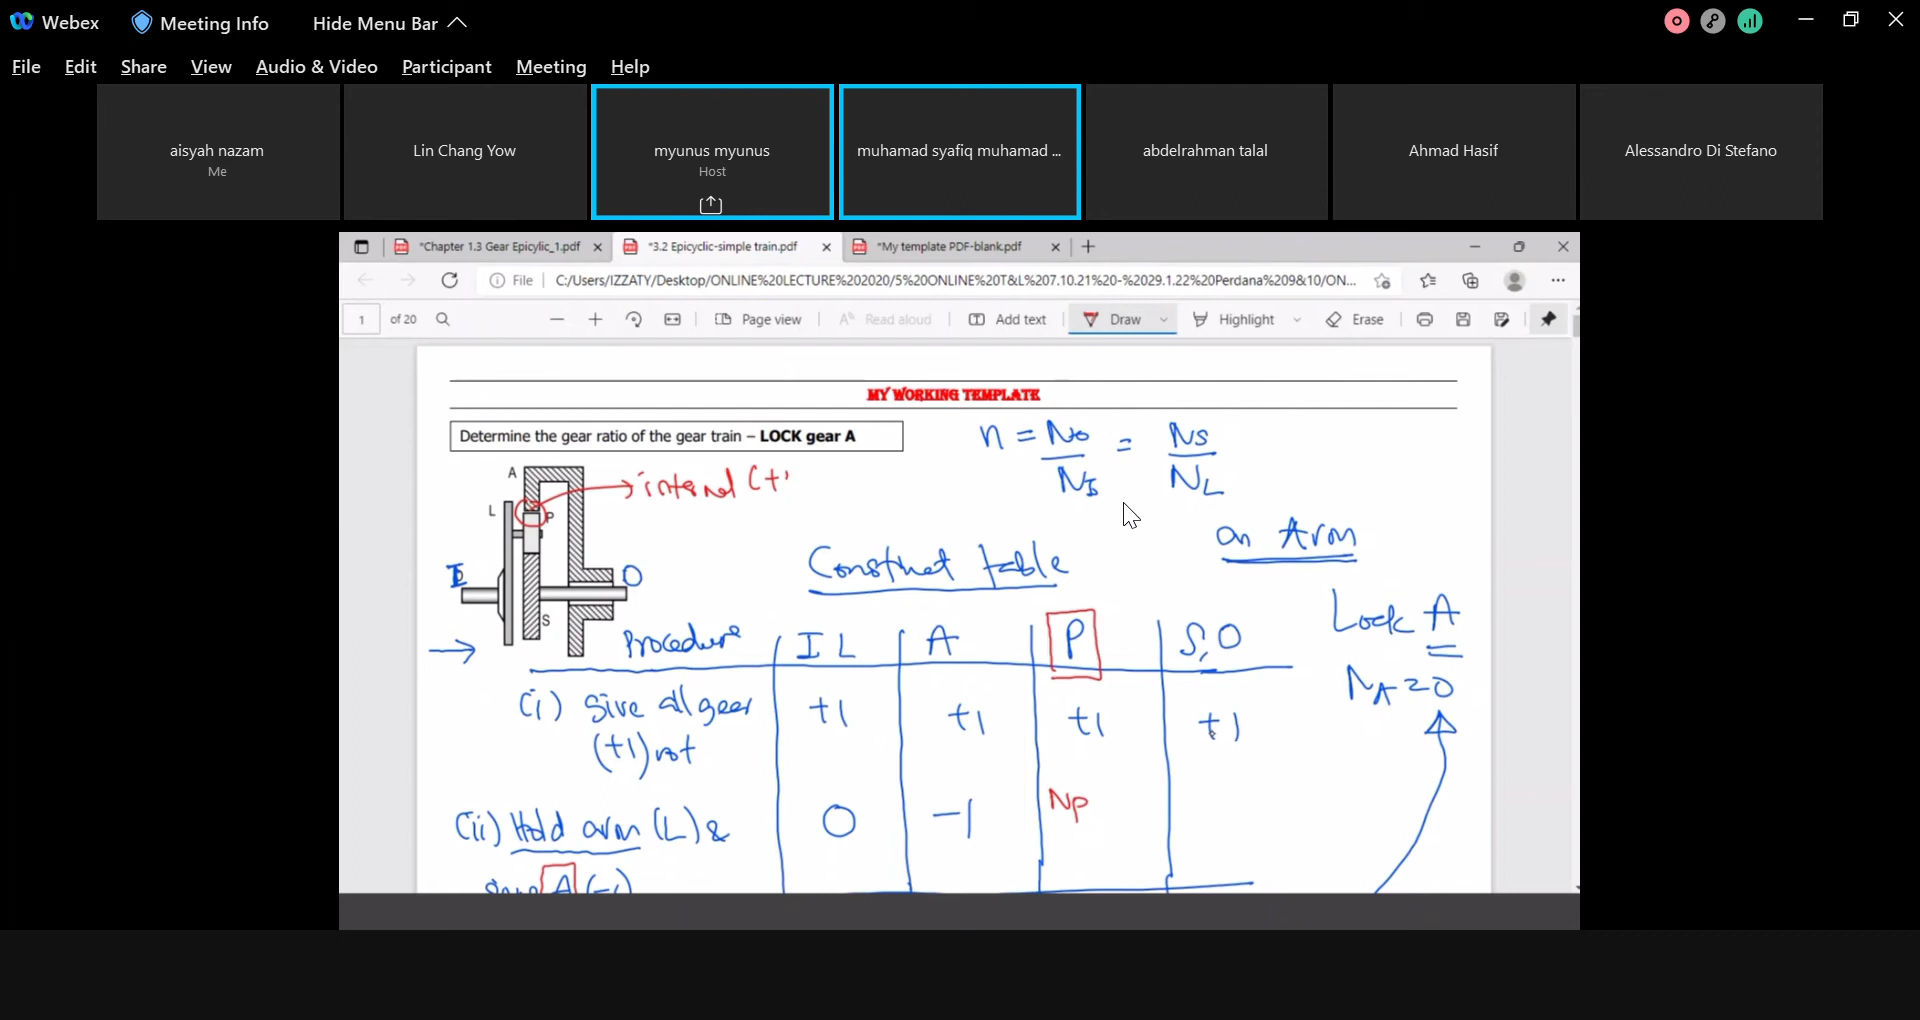 Webex Meeting Info Hide Menu Bar
File Edit Share View Audio & Video Participant Meeting Help
aisyah nazam
Me
Lin Chang Yow
myunus myunus
Host
muhamad syafiq muhamad ...
abdelrahman talal
Ahmad Hasif
Alessandro Di Stefano
*Chapter 1.3 Gear Epicylic_1.pdf *3.2 Epicyclic-simple train.pdf *My template PDF-blank.pdf
File C:/Users/IZZATY/Desktop/ONLINE%20LECTURE%202020/5%20ONLINE%20T&L%207.10.21%20-%2029.1.22%20Perdana%209&10/ON...
1 of 20 Page view Read aloud Add text Draw Highlight Erase
MY WORKING TEMPLATE
Determine the gear ratio of the gear train – LOCK gear A
n = No / NI = NS / NL
A
internal (+)
L
P
on Arm
Construct table
I
O
S
Lock A
Procedure I L A P S, O
NA = 0
(i) Give all gear +1 +1 +1 +1
(+1) rot
(ii) Hold arm (L) & 0 -1 Np
A (-1)